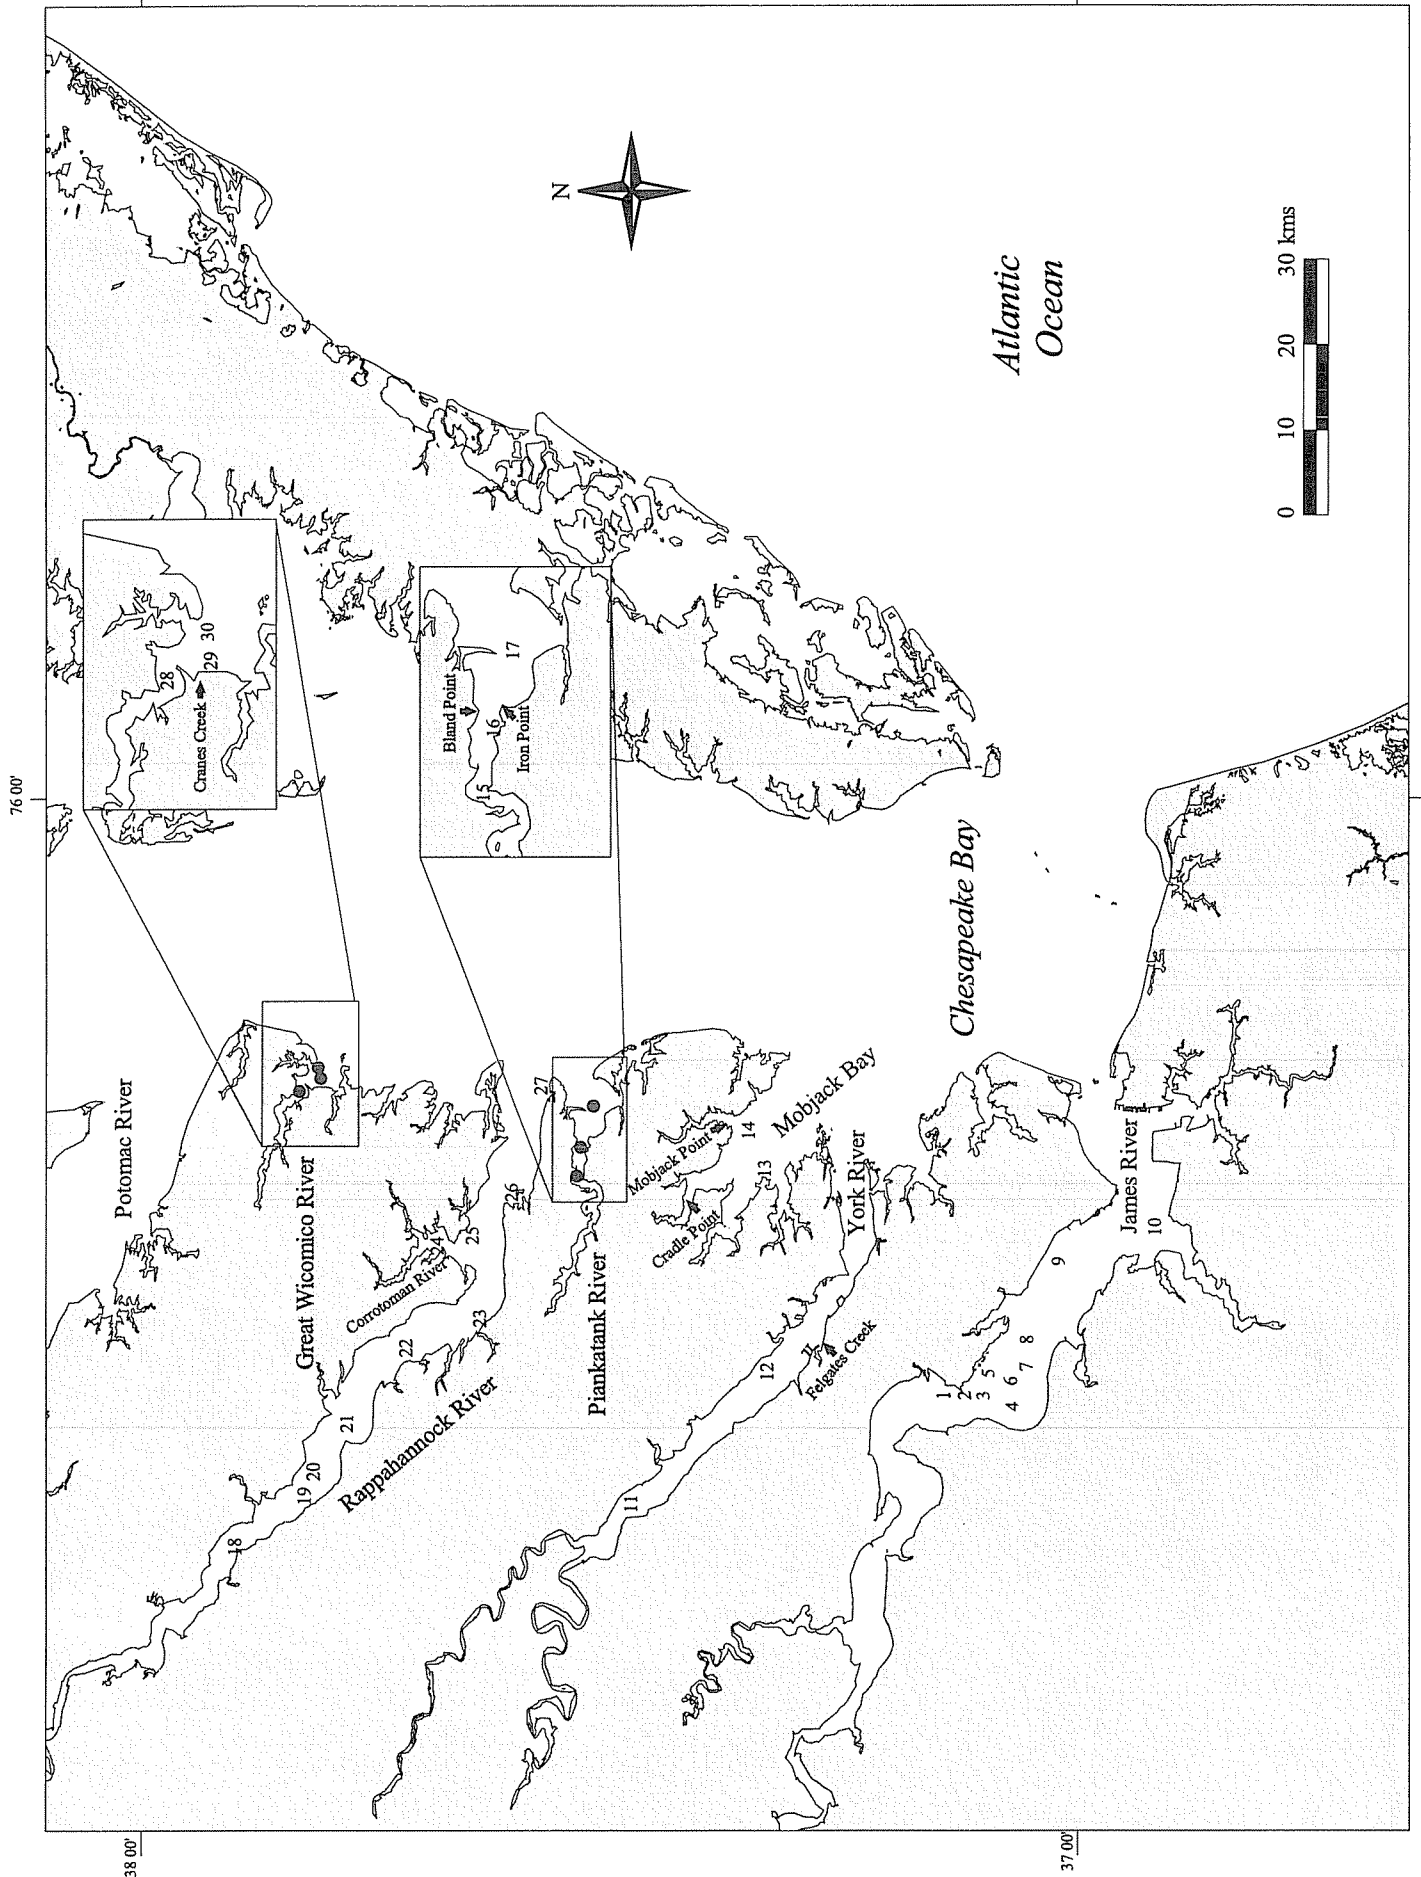 76 00'
38 00'
37 00'
N
Potomac River
Great Wicomico River
Corrotoman River
Rappahannock River
Piankatank River
Mobjack Point
Cradle Point
Mobjack Bay
York River
Felgates Creek
James River
Chesapeake Bay
Atlantic
Ocean
0 10 20 30 kms
Cranes Creek
28
29
30
Bland Point
Iron Point
15
16
17
18
19
20
21
22
23
24
25
26
27
11
12
13
14
1
2
3
4
5
6
7
8
9
10